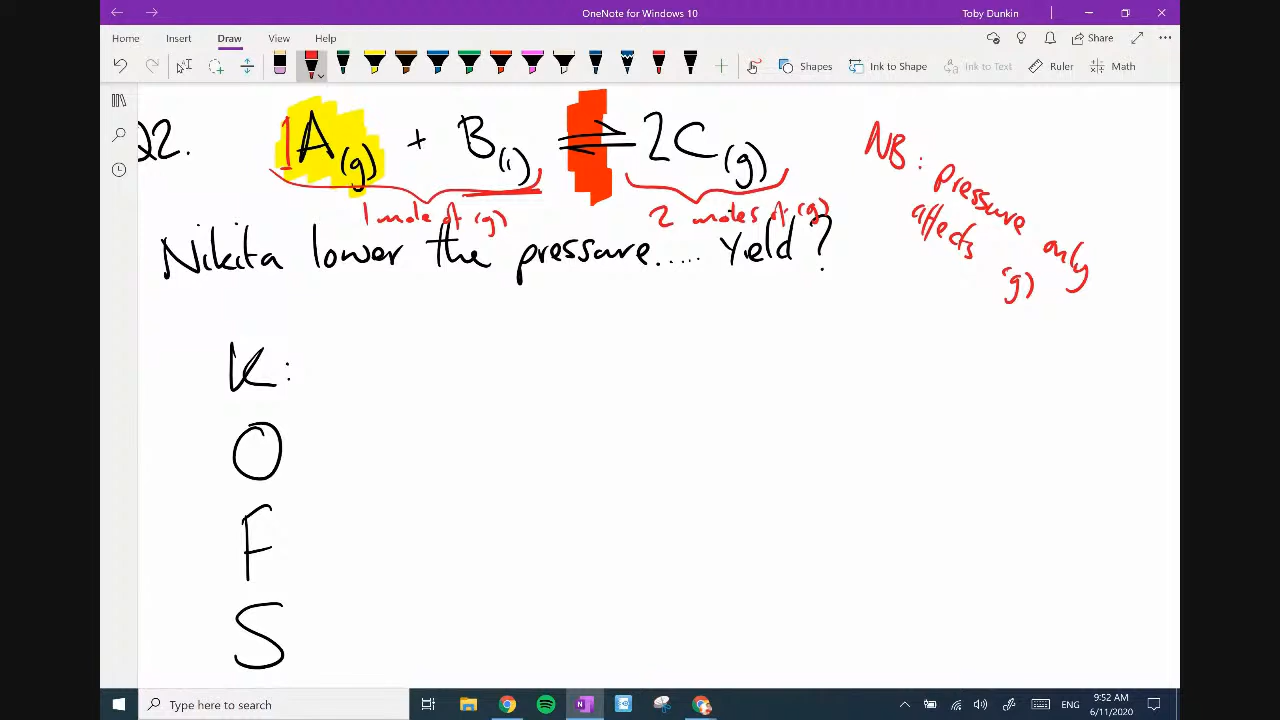 OneNote for Windows 10
Toby Dunkin
Home Insert Draw View Help
Share
Shapes
Ink to Shape
Ink to Text
Ruler
Math
Q2. 1A(g) + B(l) ⇌ 2C(g)
1 mole of (g)
2 moles of (g)
NB: pressure only
affects (g)
Nikita lower the pressure..... Yield?
K:
O
F
S
Type here to search
ENG
9:52 AM
6/11/2020